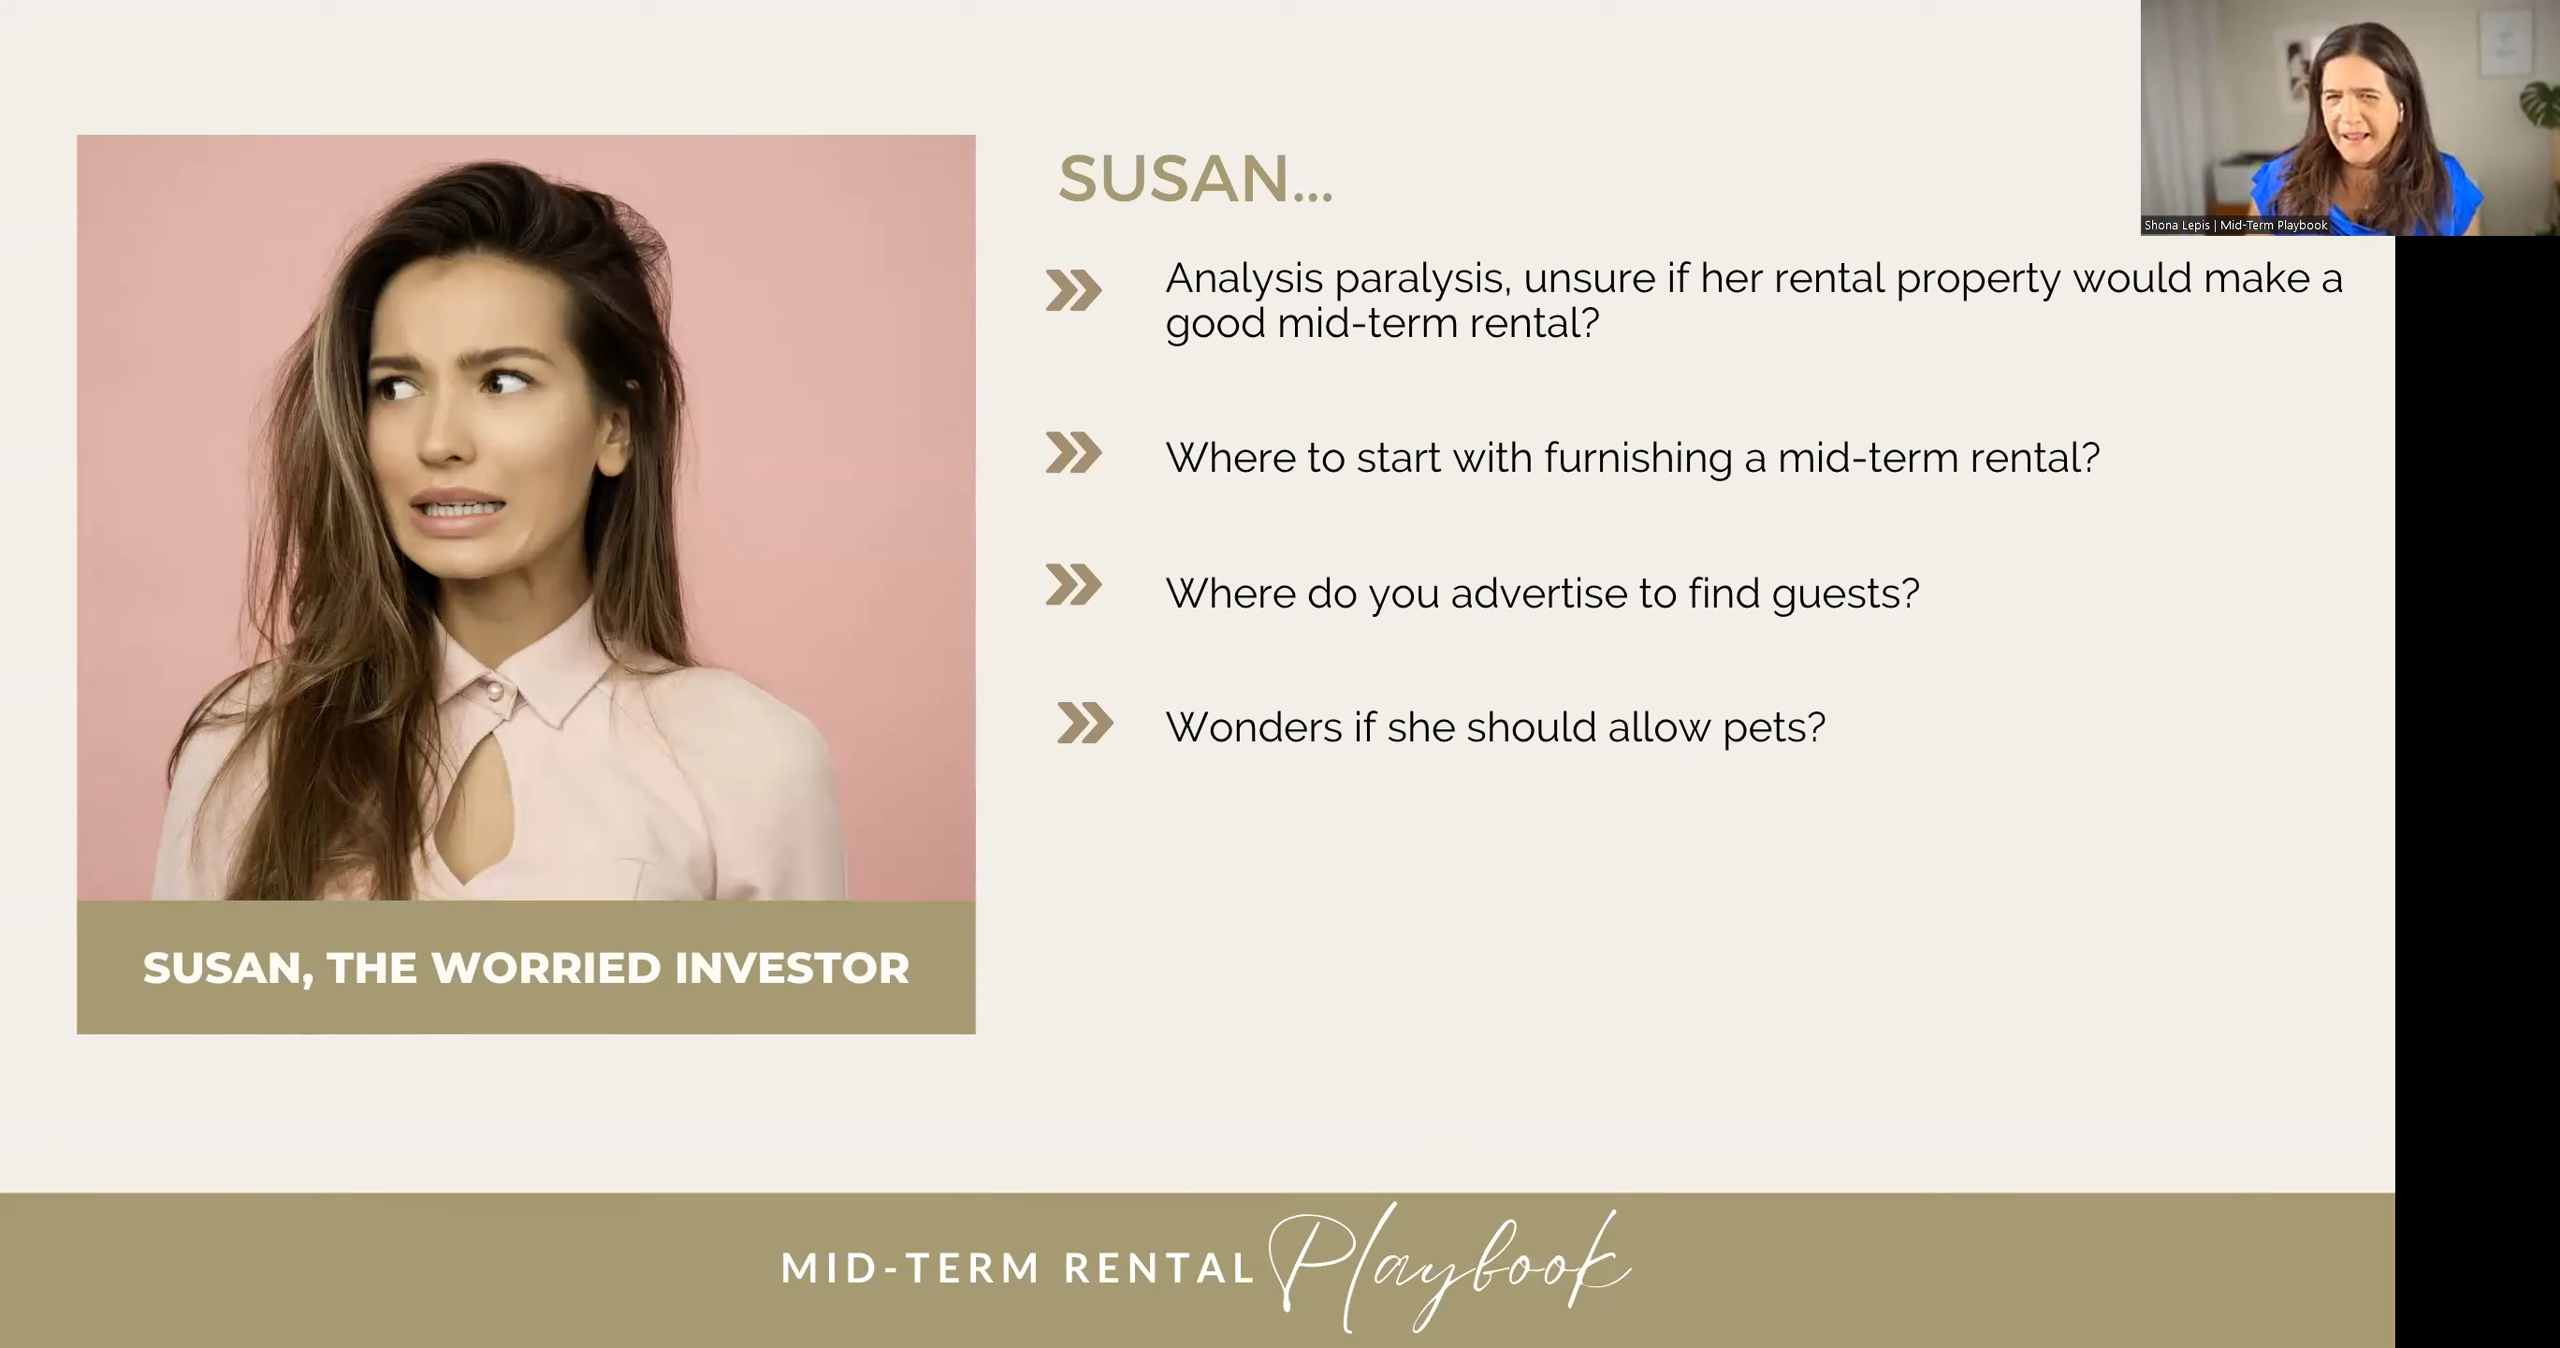 Shona Lepis | Mid-Term Playbook
SUSAN...
Analysis paralysis, unsure if her rental property would make a
good mid-term rental?
Where to start with furnishing a mid-term rental?
Where do you advertise to find guests?
Wonders if she should allow pets?
SUSAN, THE WORRIED INVESTOR
MID-TERM RENTAL Playbook